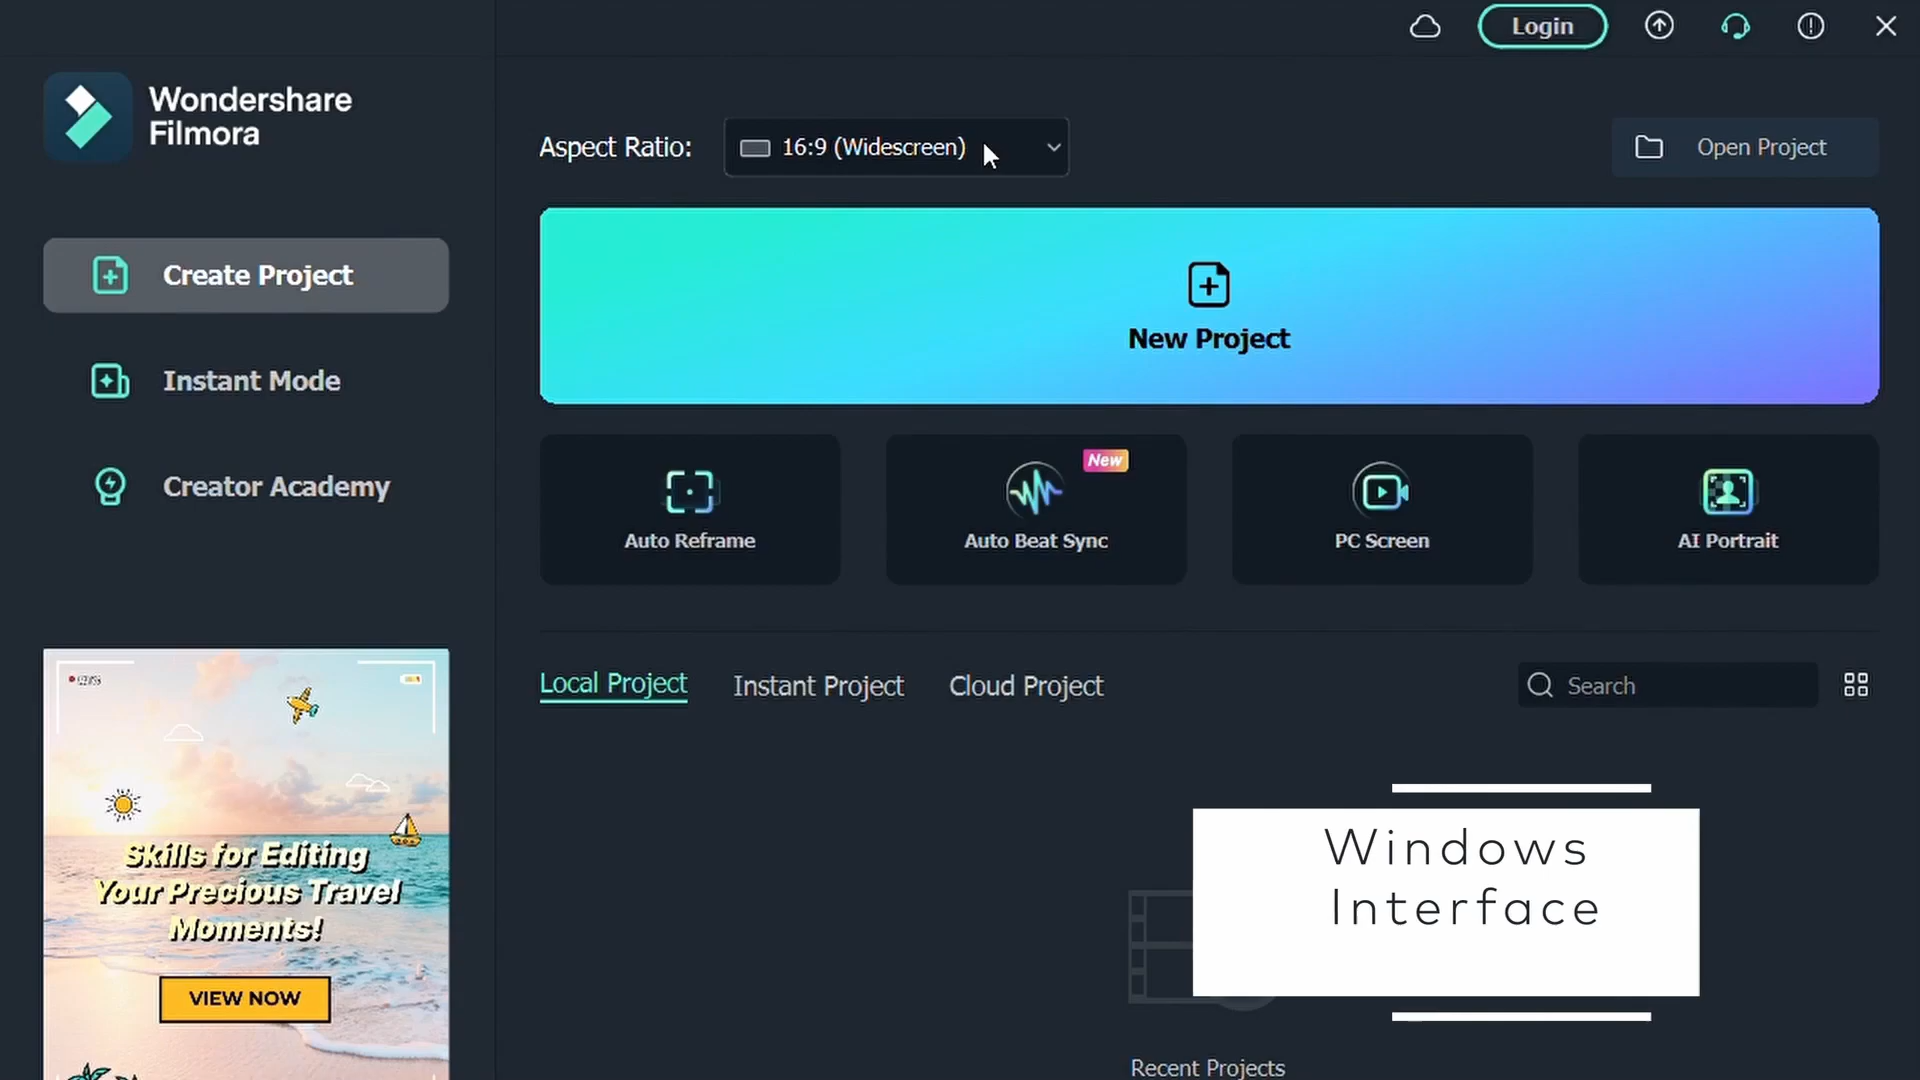 Login
Wondershare
Filmora
Aspect Ratio:
16:9 (Widescreen)
Open Project
Create Project
New Project
Instant Mode
Creator Academy
New
Auto Reframe
Auto Beat Sync
PC Screen
AI Portrait
Local Project
Instant Project
Cloud Project
Search
Skills for Editing
Your Precious Travel
Moments!
VIEW NOW
Windows
Interface
Recent Projects